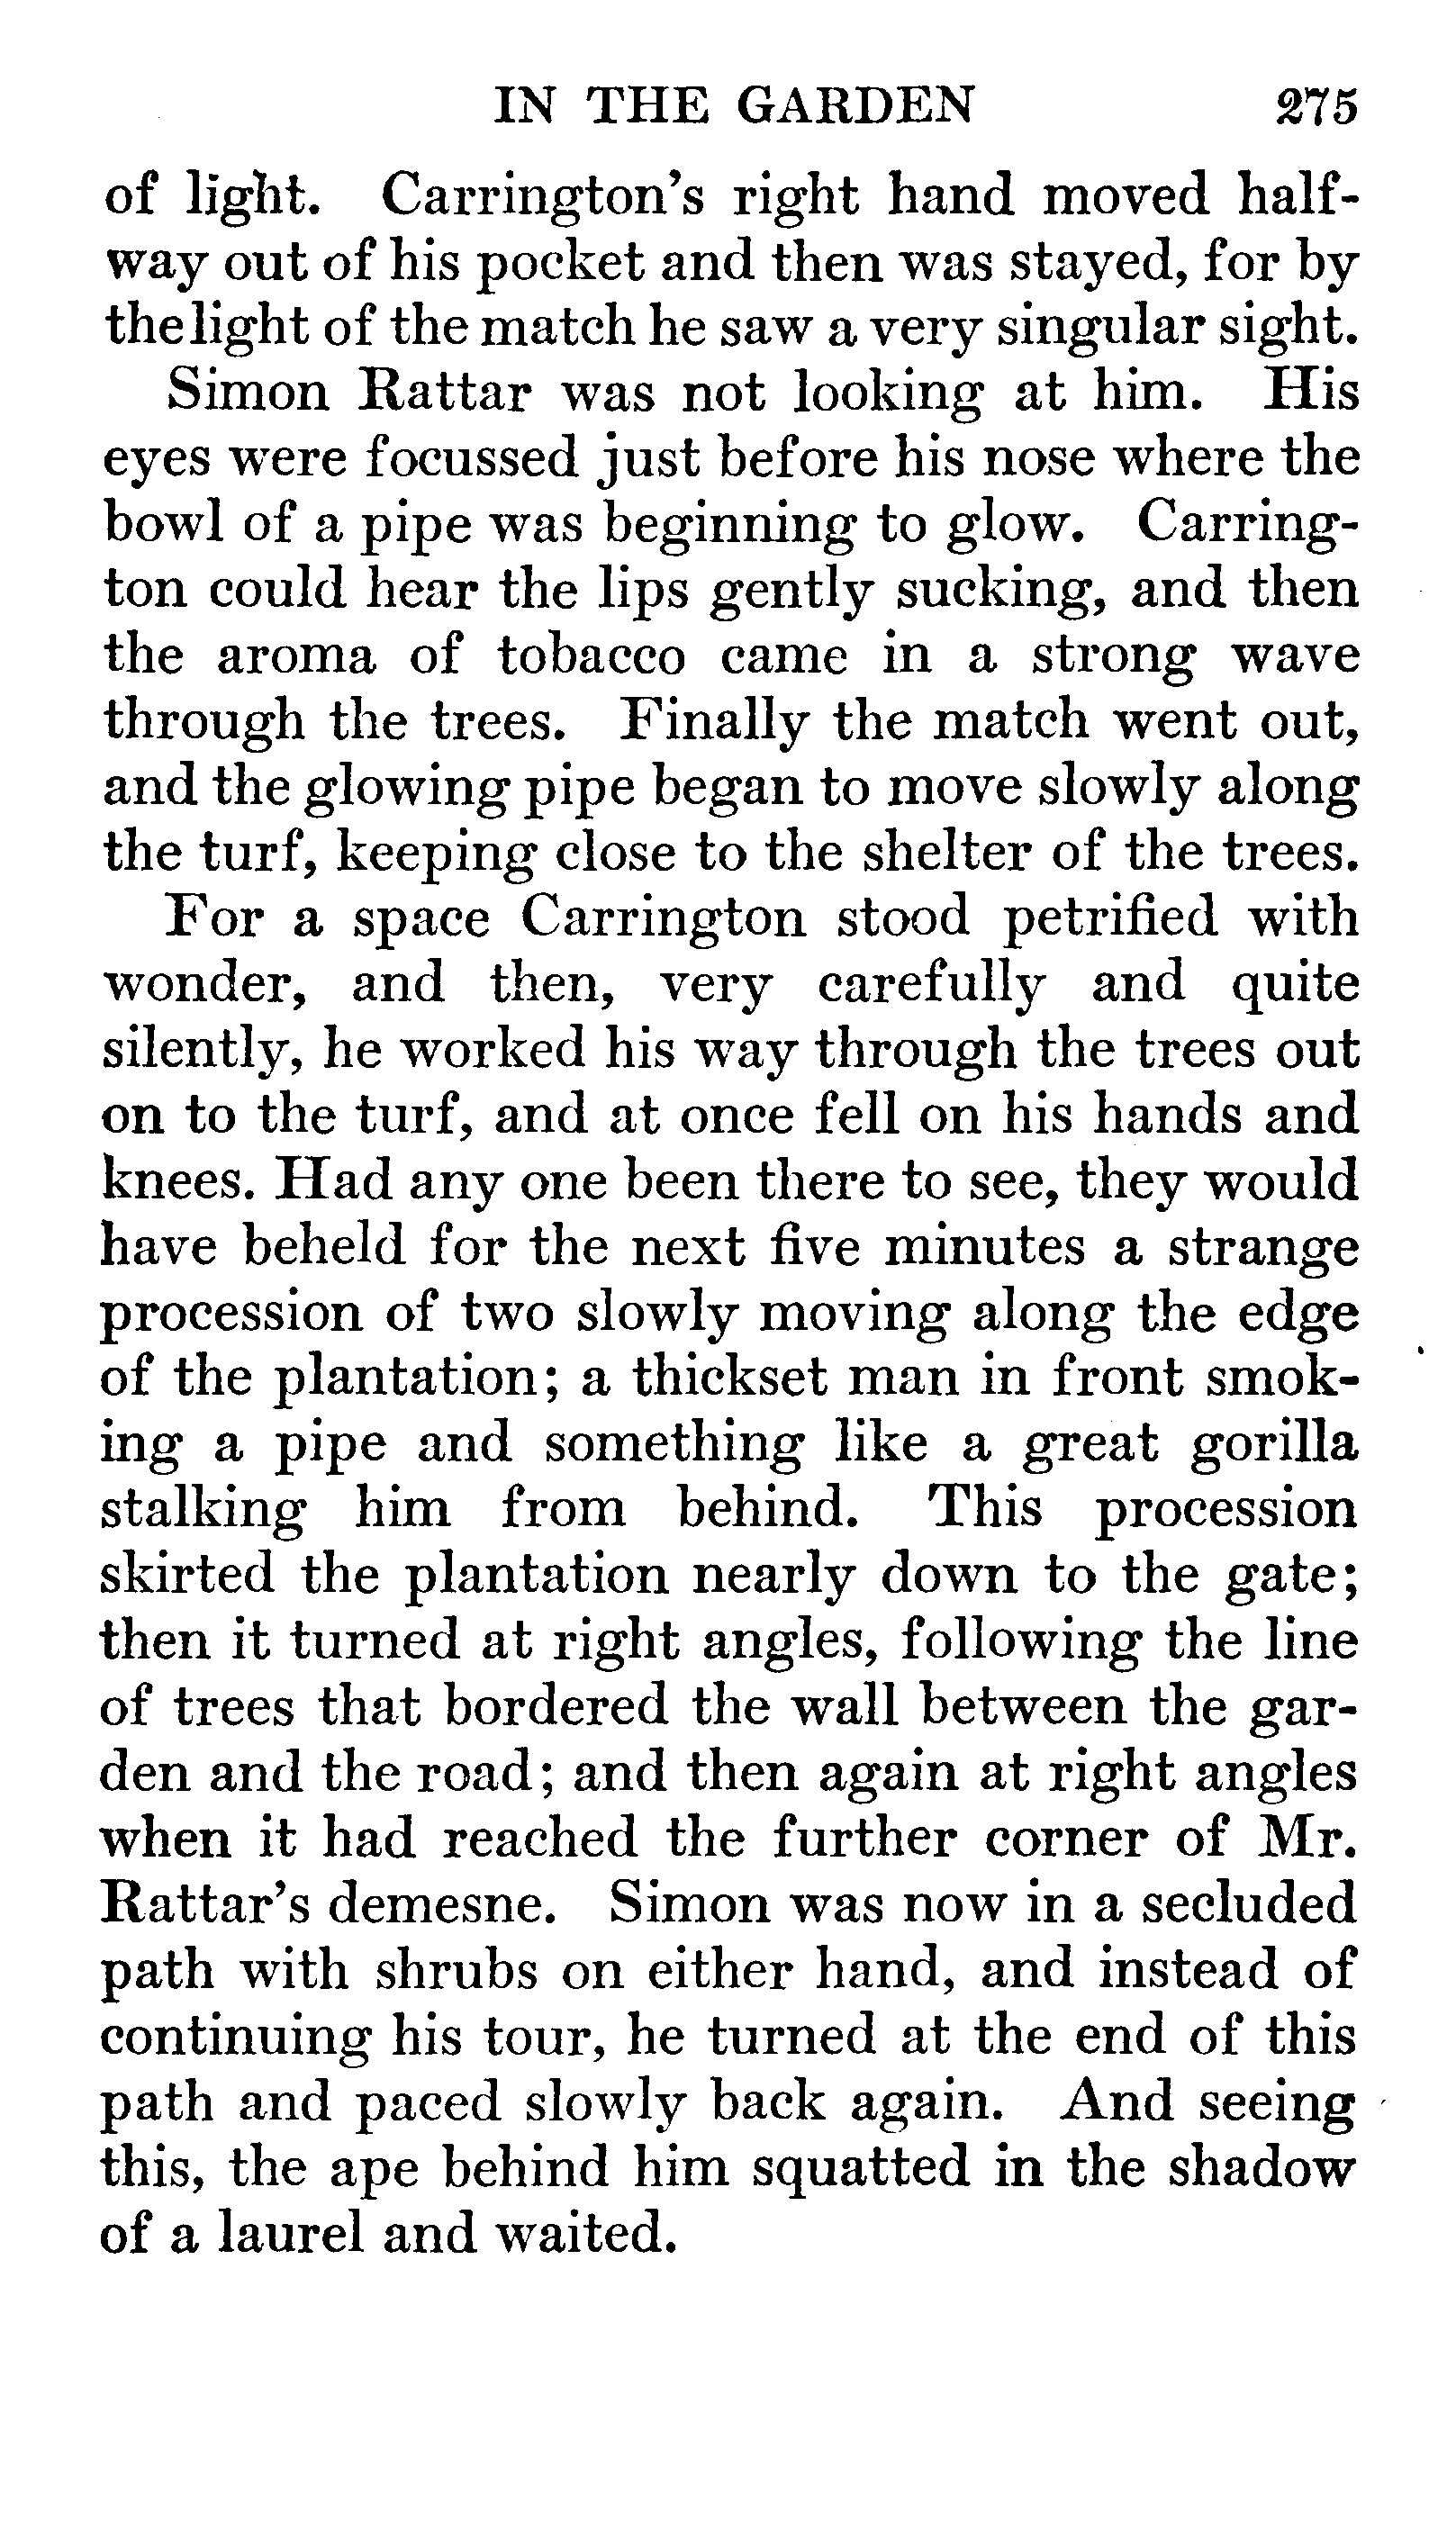 IN THE GARDEN 275
of light. Carrington's right hand moved half-
way out of his pocket and then was stayed, for by
the light of the match he saw a very singular sight.
Simon Rattar was not looking at him. His
eyes were focussed just before his nose where the
bowl of a pipe was beginning to glow. Carring-
ton could hear the lips gently sucking, and then
the aroma of tobacco came in a strong wave
through the trees. Finally the match went out,
and the glowing pipe began to move slowly along
the turf, keeping close to the shelter of the trees.
For a space Carrington stood petrified with
wonder, and then, very carefully and quite
silently, he worked his way through the trees out
on to the turf, and at once fell on his hands and
knees. Had any one been there to see, they would
have beheld for the next five minutes a strange
procession of two slowly moving along the edge
of the plantation; a thickset man in front smok-
ing a pipe and something like a great gorilla
stalking him from behind. This procession
skirted the plantation nearly down to the gate;
then it turned at right angles, following the line
of trees that bordered the wall between the gar-
den and the road; and then again at right angles
when it had reached the further corner of Mr.
Rattar's demesne. Simon was now in a secluded
path with shrubs on either hand, and instead of
continuing his tour, he turned at the end of this
path and paced slowly back again. And seeing
this, the ape behind him squatted in the shadow
of a laurel and waited.